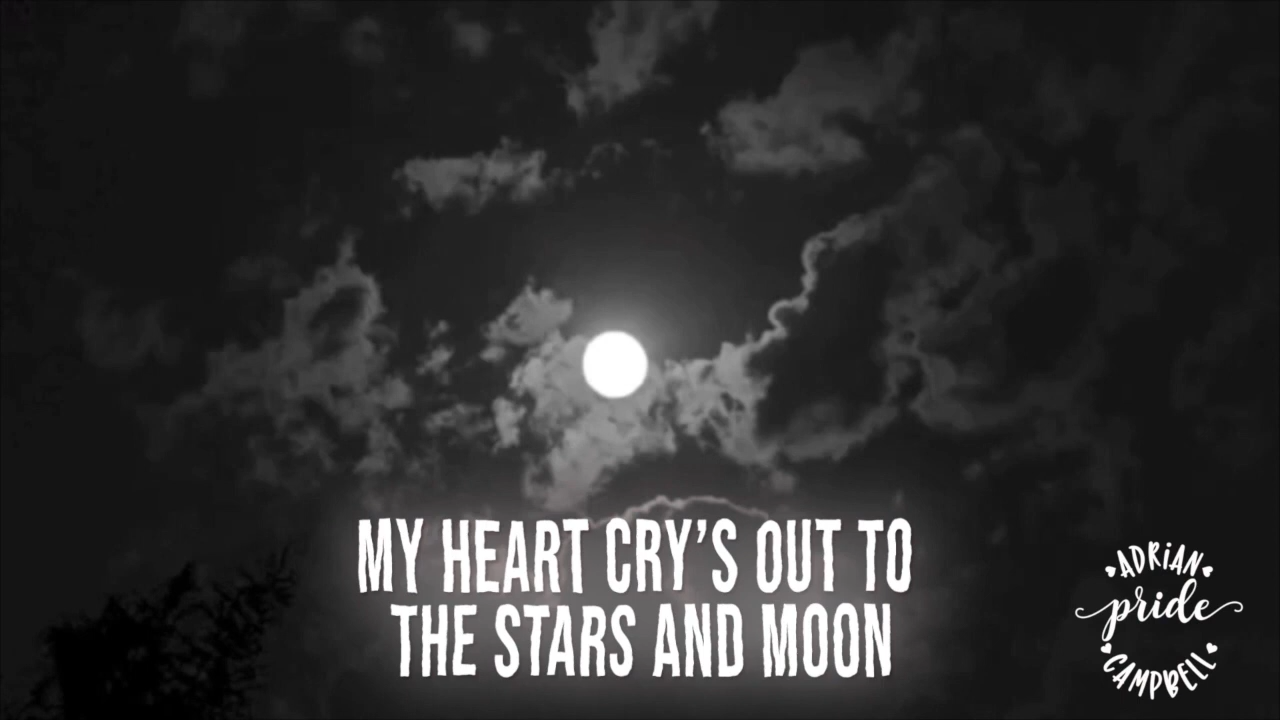 MY HEART CRY'S OUT TO
THE STARS AND MOON
ADRiAN
pride
CAMPBELL